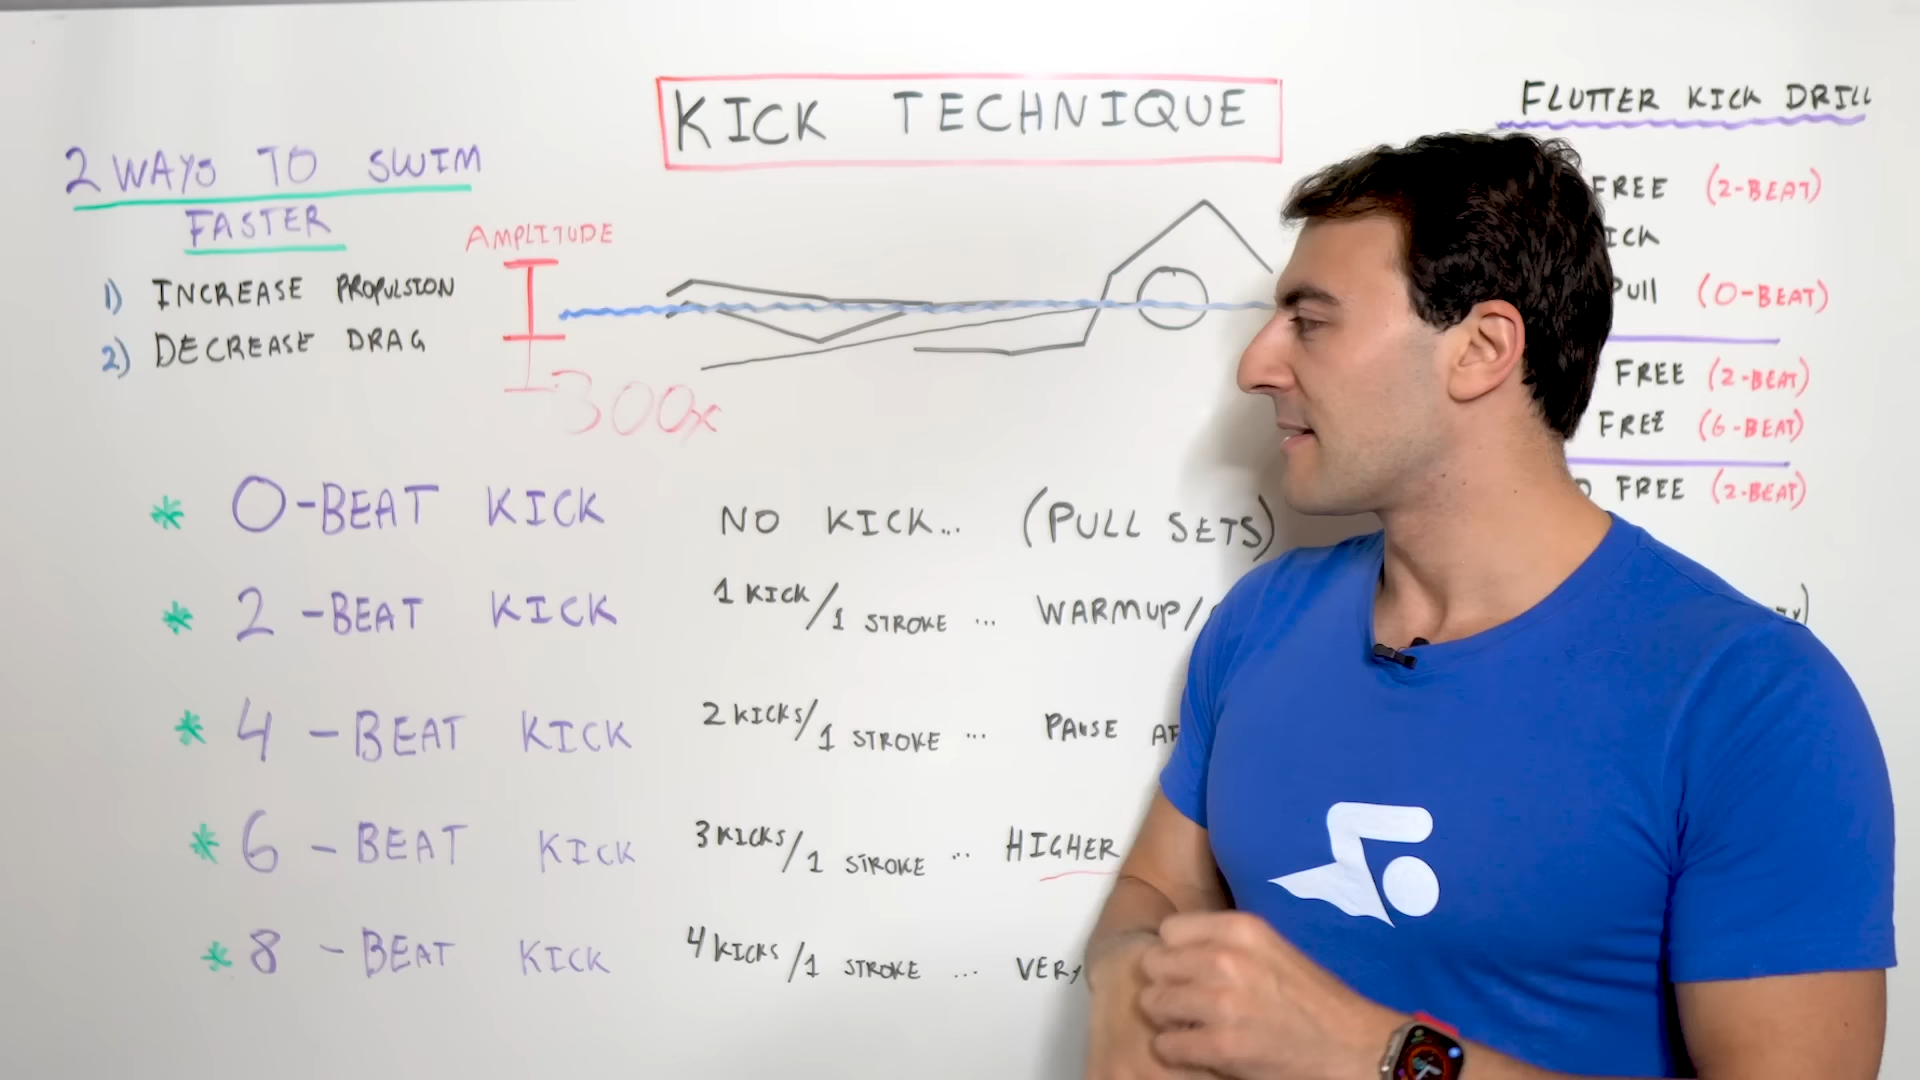 KICK TECHNIQUE
2 WAYS TO SWIM
FASTER
1) INCREASE PROPULSION
2) DECREASE DRAG
AMPLITUDE
300x
* 0-BEAT KICK NO KICK... (PULL SETS)
* 2-BEAT KICK 1 KICK/1 STROKE ... WARMUP/
* 4-BEAT KICK 2 KICKS/1 STROKE ... PAUSE
* 6-BEAT KICK 3 KICKS/1 STROKE ... HIGHER
* 8-BEAT KICK 4 KICKS/1 STROKE ... VERY
FLUTTER KICK DRILL
FREE (2-BEAT)
PULL (0-BEAT)
FREE (2-BEAT)
FREE (6-BEAT)
FREE (2-BEAT)